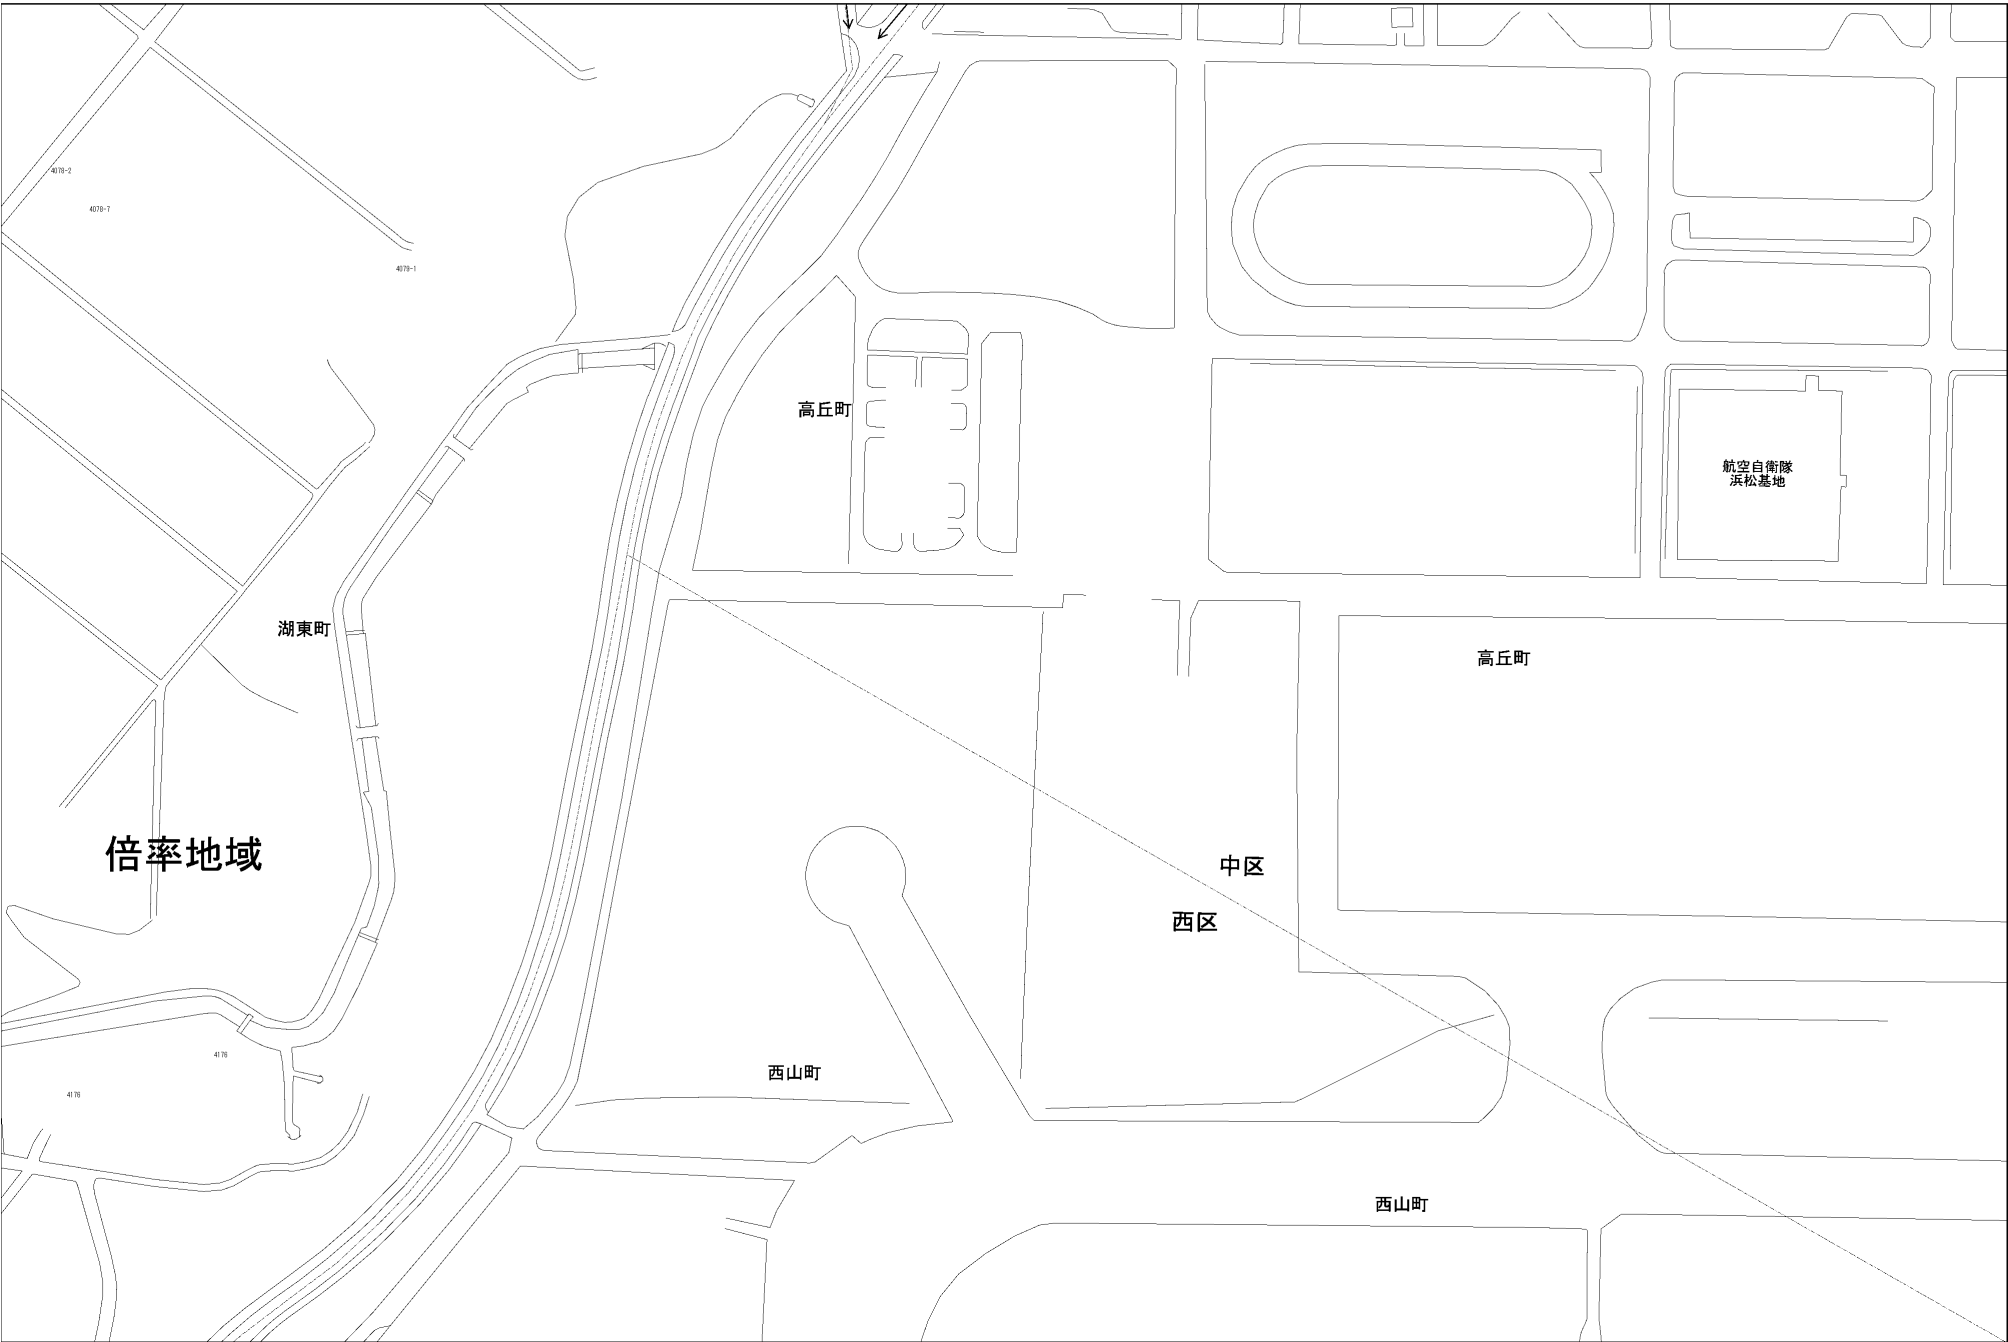 4078-2
4078-7
4079-1
高丘町
航空自衛隊
浜松基地
湖東町
高丘町
倍率地域
中区
西区
4176
西山町
4176
西山町